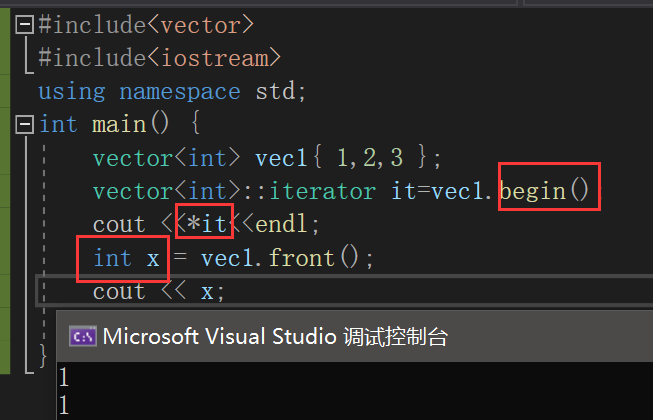 #include<vector>
#include<iostream>
using namespace std;
int main() {
vector<int> vec1{ 1,2,3 };
vector<int>::iterator it=vec1.begin()
cout <<*it<<endl;
int x = vec1.front();
cout << x;
Microsoft Visual Studio 调试控制台
}
1
1